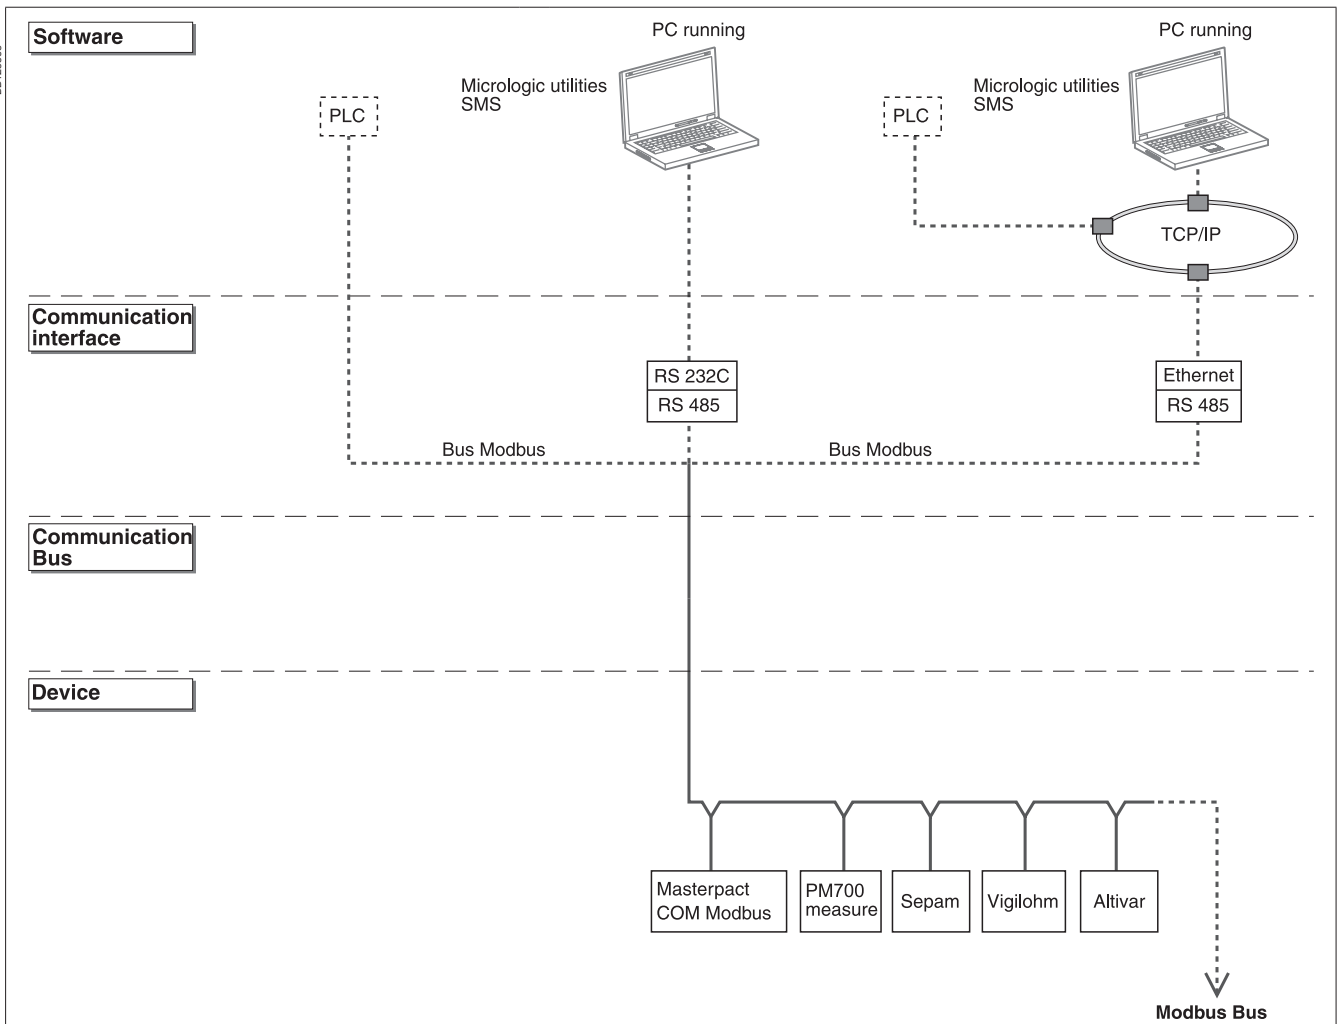 Software
PC running
PC running
Micrologic utilities
SMS
Micrologic utilities
SMS
PLC
PLC
TCP/IP
Communication
interface
RS 232C
RS 485
Ethernet
RS 485
Bus Modbus
Bus Modbus
Communication
Bus
Device
Masterpact
COM Modbus
PM700
measure
Sepam
Vigilohm
Altivar
Modbus Bus